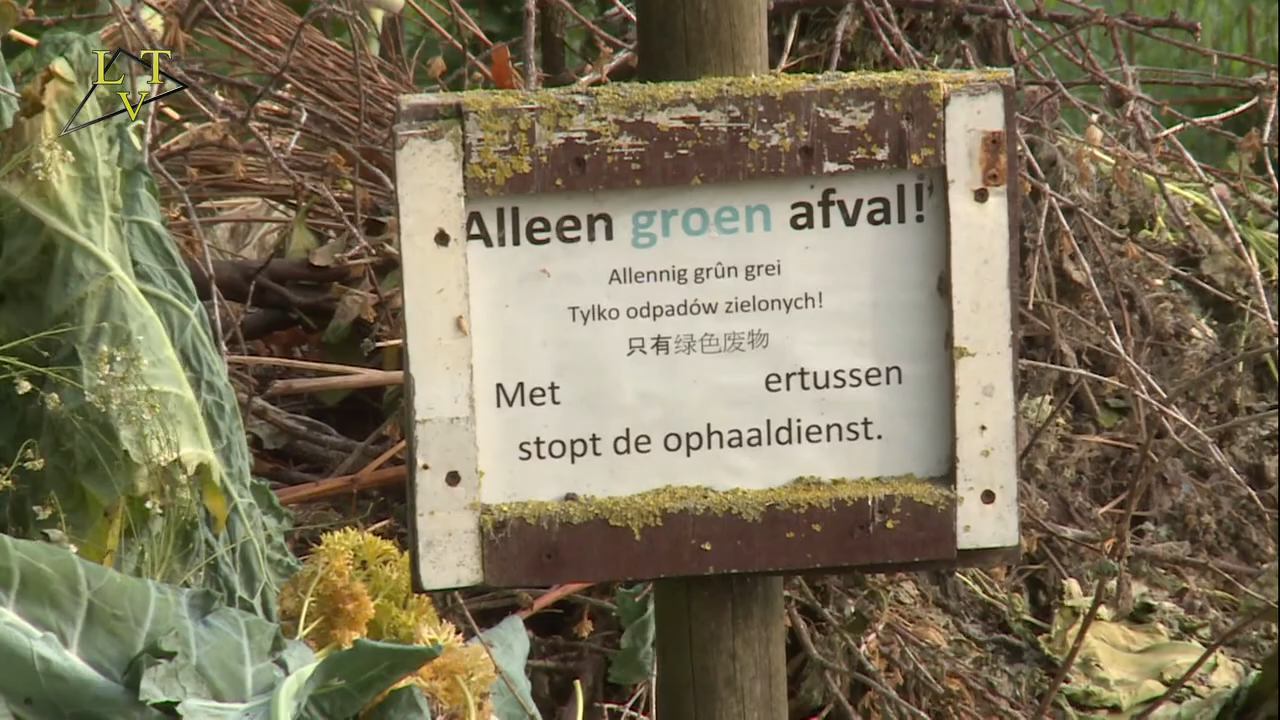 LTV
Alleen groen afval!
Allennig grûn grei
Tylko odpadów zielonych!
只有绿色废物
Met ertussen
stopt de ophaaldienst.